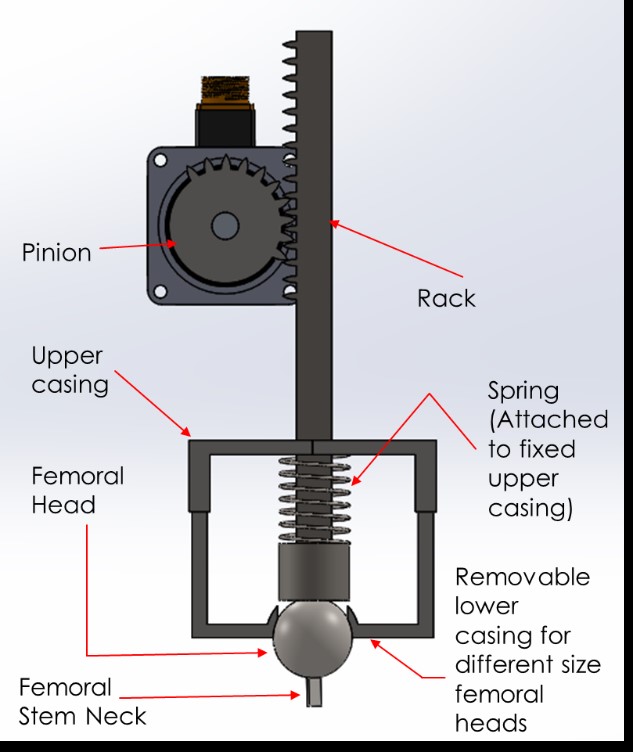 Pinion
Rack
Upper
casing
Spring
(Attached
to fixed
upper
casing)
Femoral
Head
Removable
lower
casing for
different size
femoral
heads
Femoral
Stem Neck